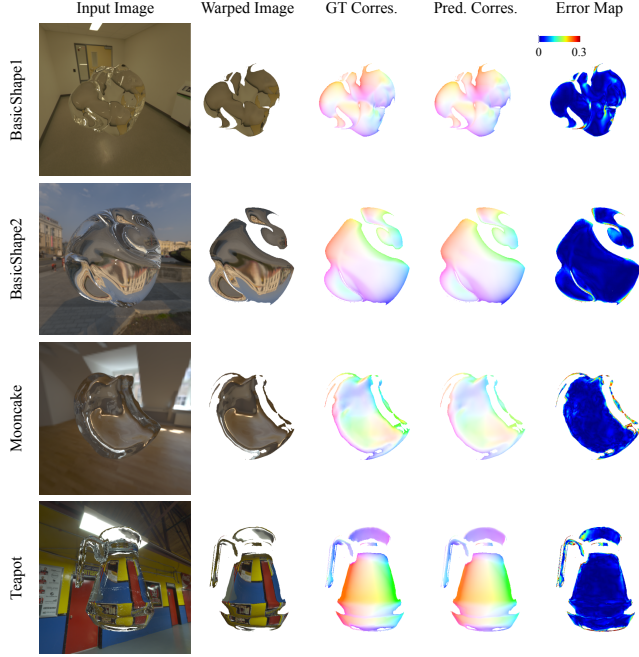 Input Image Warped Image GT Corres. Pred. Corres. Error Map
0 0.3
BasicShape1
BasicShape2
Mooncake
Teapot